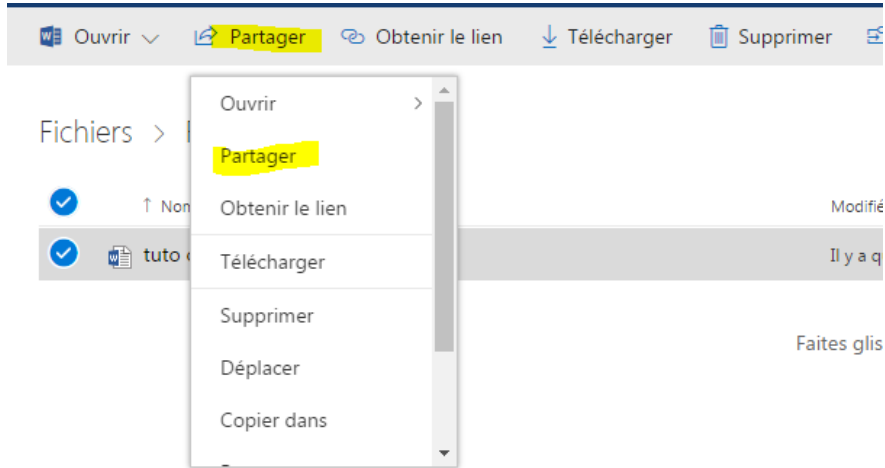 Ouvrir Partager Obtenir le lien Télécharger Supprimer
Ouvrir
Fichiers >
Partager
↑ Nom Obtenir le lien Modifié
tuto Télécharger Il y a
Supprimer
Faites
Déplacer
Copier dans